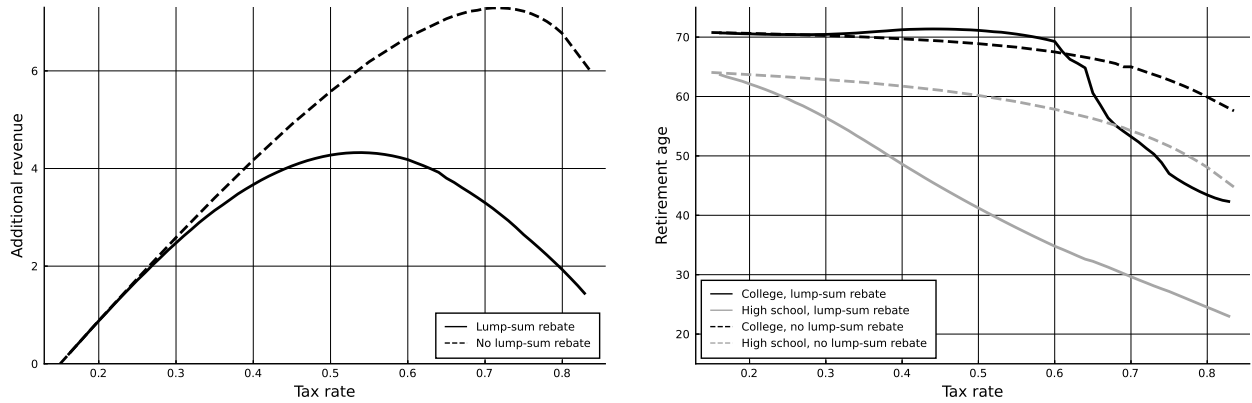 Additional revenue
6
4
2
0
0.2 0.3 0.4 0.5 0.6 0.7 0.8
Tax rate
Lump-sum rebate
No lump-sum rebate
Retirement age
70
60
50
40
30
20
0.2 0.3 0.4 0.5 0.6 0.7 0.8
Tax rate
College, lump-sum rebate
High school, lump-sum rebate
College, no lump-sum rebate
High school, no lump-sum rebate